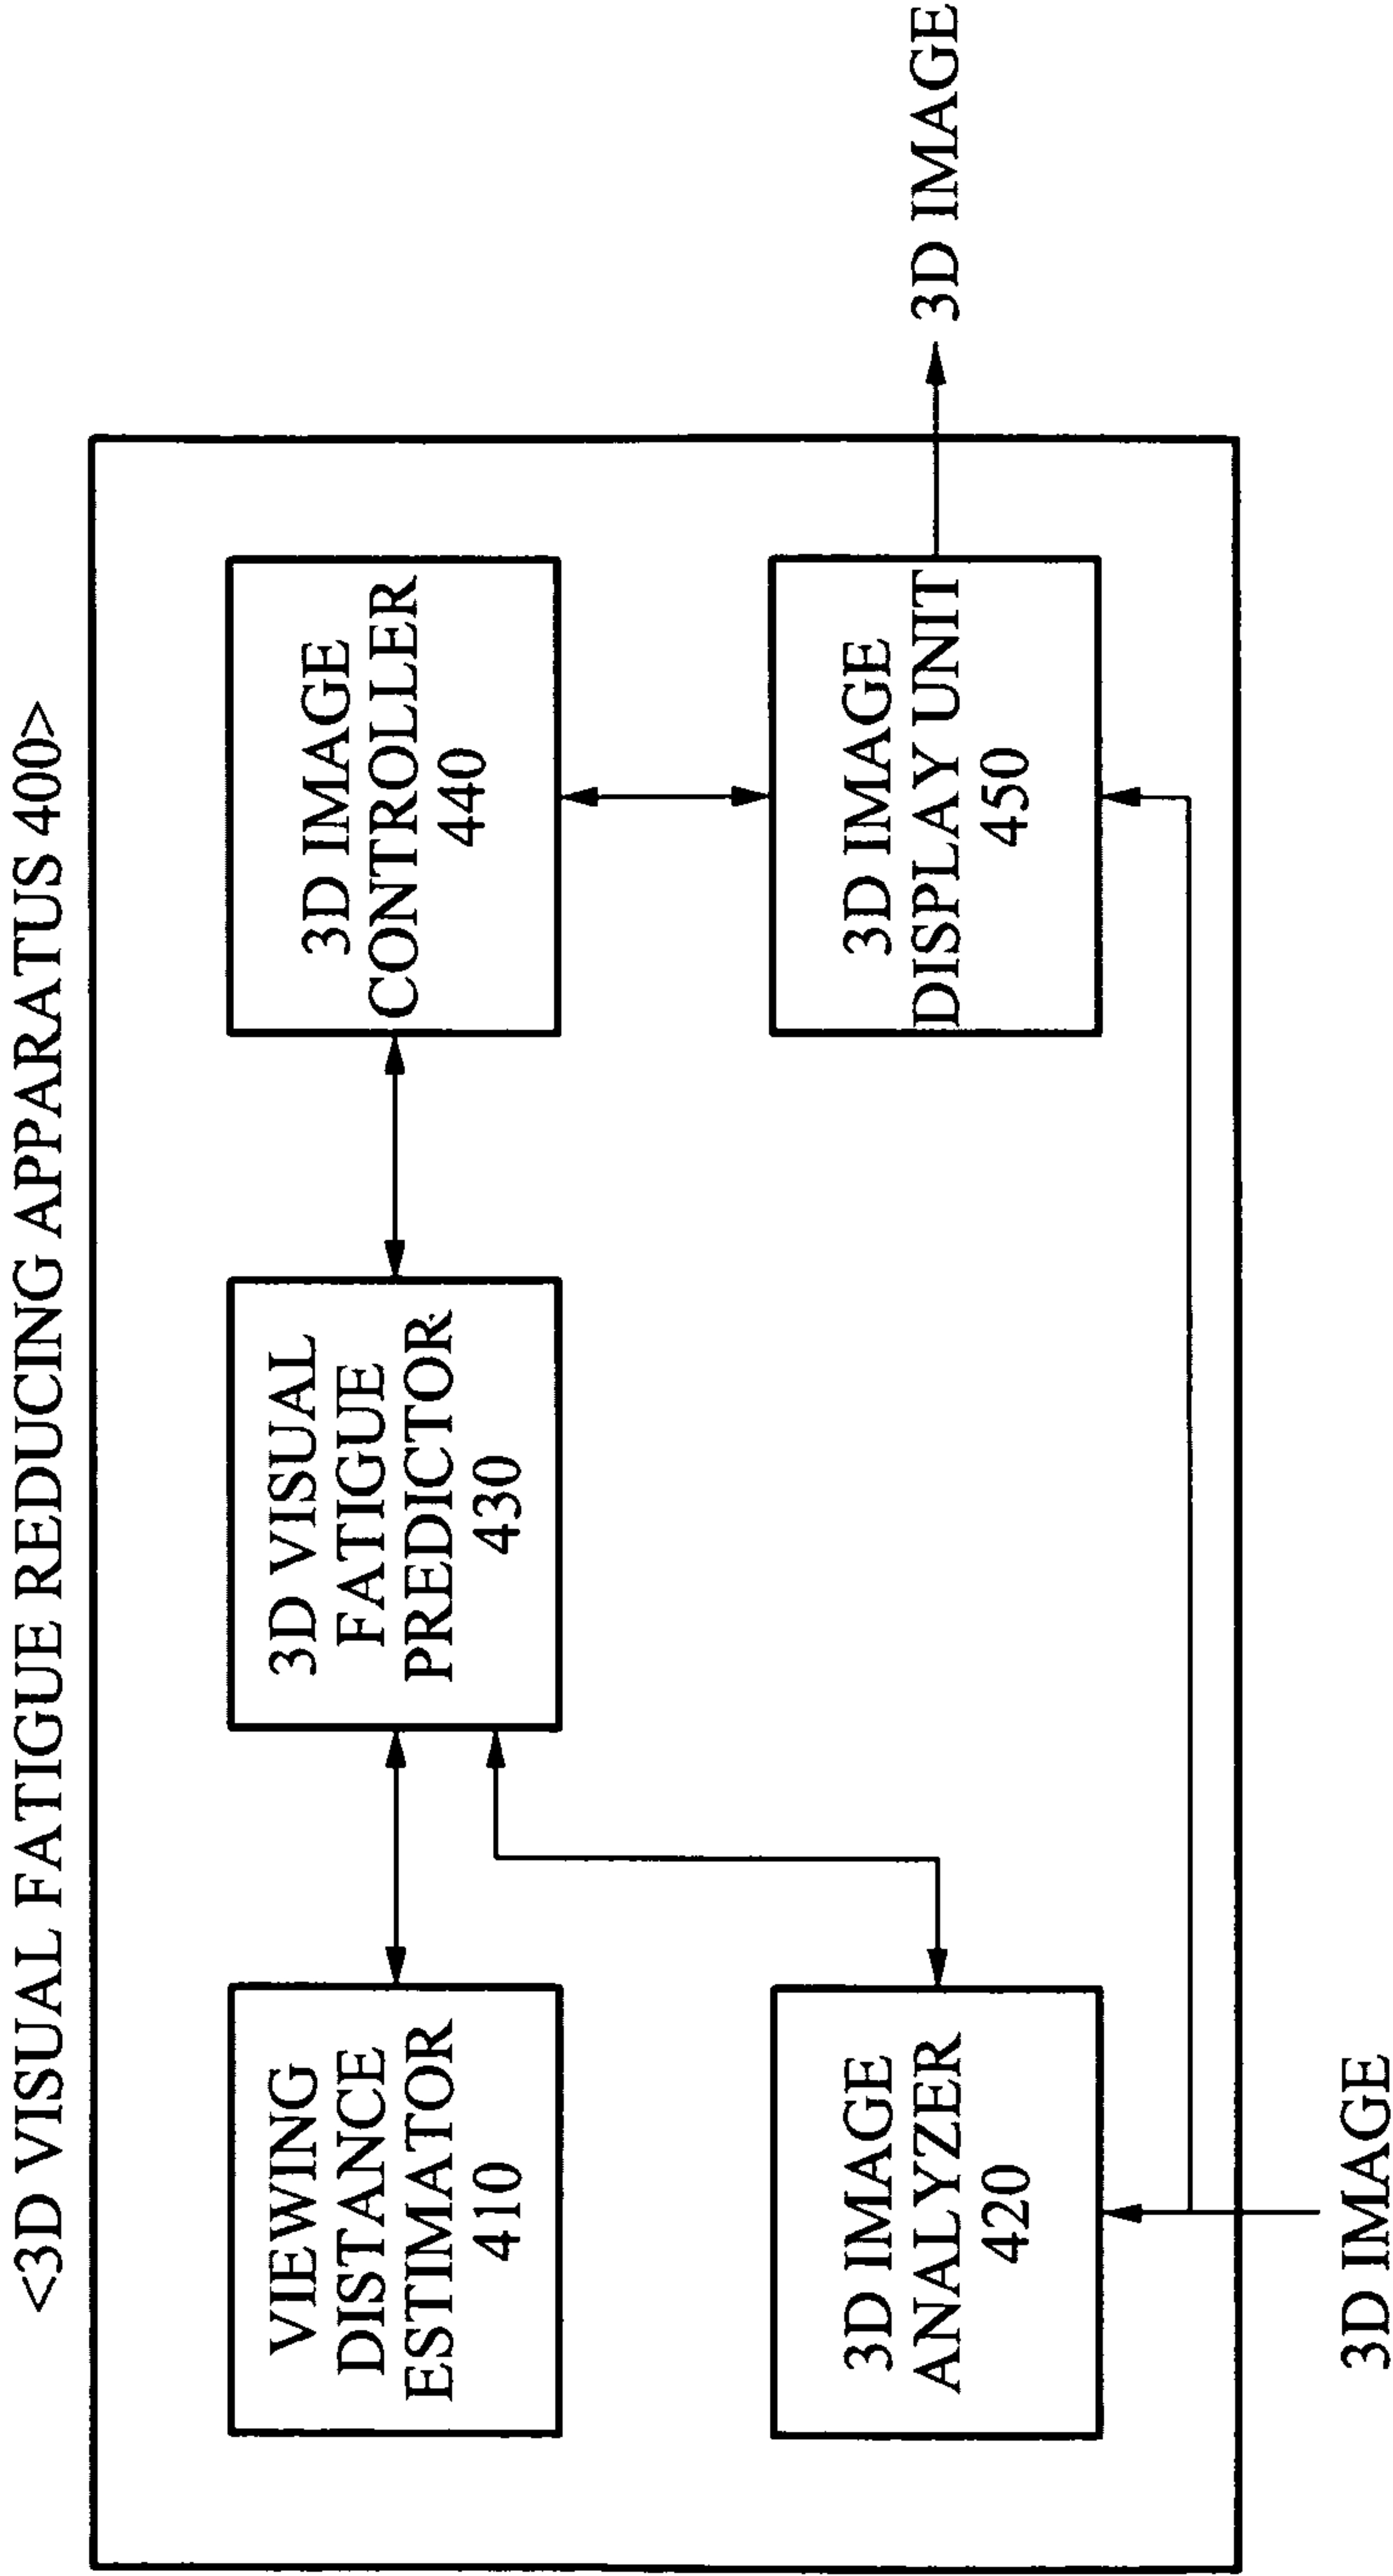 <3D VISUAL FATIGUE REDUCING APPARATUS 400>
VIEWING
DISTANCE
ESTIMATOR
410
3D VISUAL
FATIGUE
PREDICTOR
430
3D IMAGE
CONTROLLER
440
3D IMAGE
ANALYZER
420
3D IMAGE
DISPLAY UNIT
450
3D IMAGE
3D IMAGE